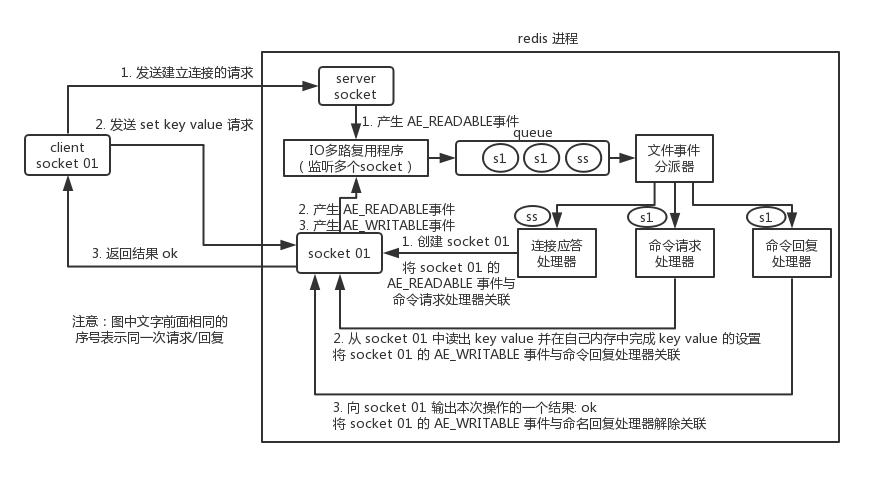 redis 进程
1. 发送建立连接的请求
server
socket
1. 产生 AE_READABLE事件
2. 发送 set key value 请求
queue
client
socket 01
IO多路复用程序
（监听多个socket）
s1
s1
ss
文件事件
分派器
2. 产生 AE_READABLE事件
3. 产生 AE_WRITABLE事件
ss
s1
s1
3. 返回结果 ok
socket 01
1. 创建 socket 01
连接应答
处理器
命令请求
处理器
命令回复
处理器
将 socket 01 的
AE_READABLE 事件与
命令请求处理器关联
注意：图中文字前面相同的
序号表示同一次请求/回复
2. 从 socket 01 中读出 key value 并在自己内存中完成 key value 的设置
将 socket 01 的 AE_WRITABLE 事件与命令回复处理器关联
3. 向 socket 01 输出本次操作的一个结果: ok
将 socket 01 的 AE_WRITABLE 事件与命名回复处理器解除关联